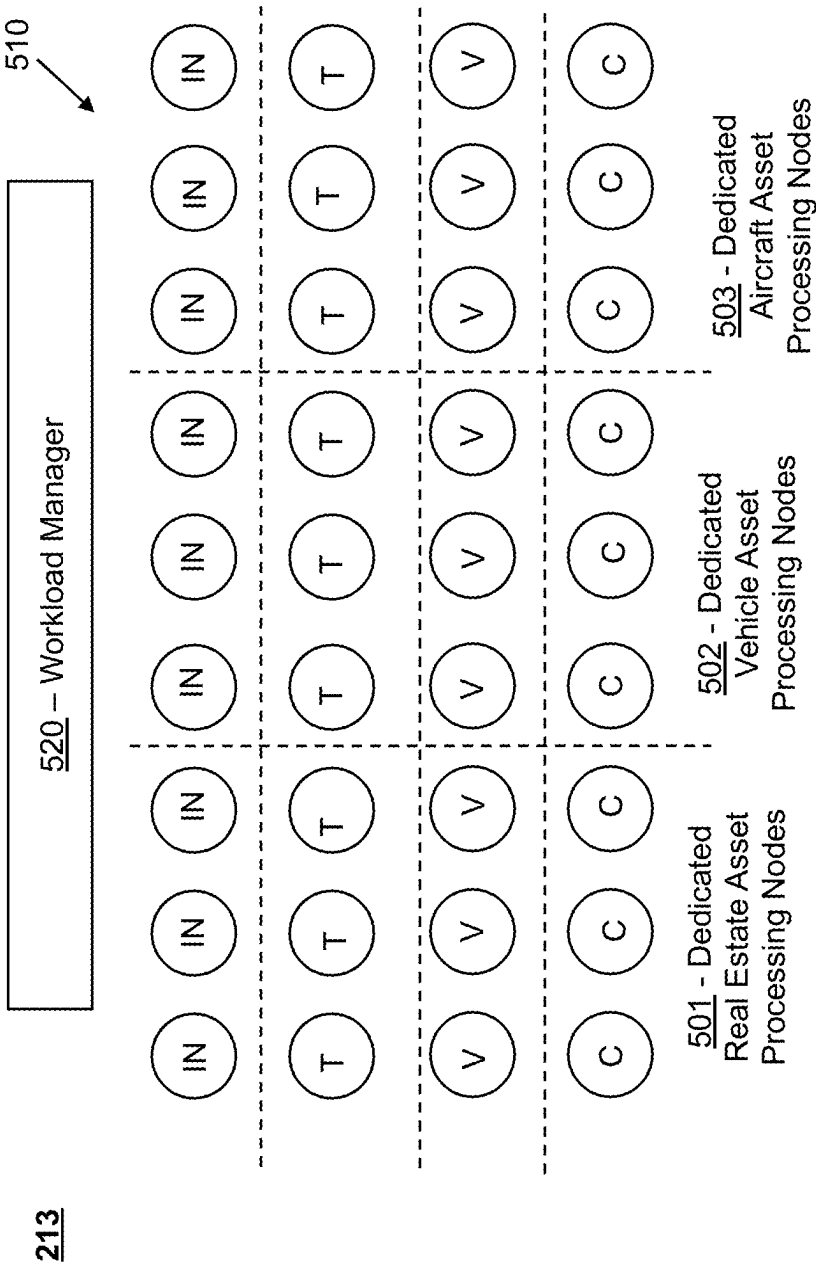 213
510
520 – Workload Manager
IN IN IN IN IN IN IN IN IN
T T T T T T T T T
V V V V V V V V V
C C C C C C C C C
501 - Dedicated
Real Estate Asset
Processing Nodes
502 - Dedicated
Vehicle Asset
Processing Nodes
503 - Dedicated
Aircraft Asset
Processing Nodes